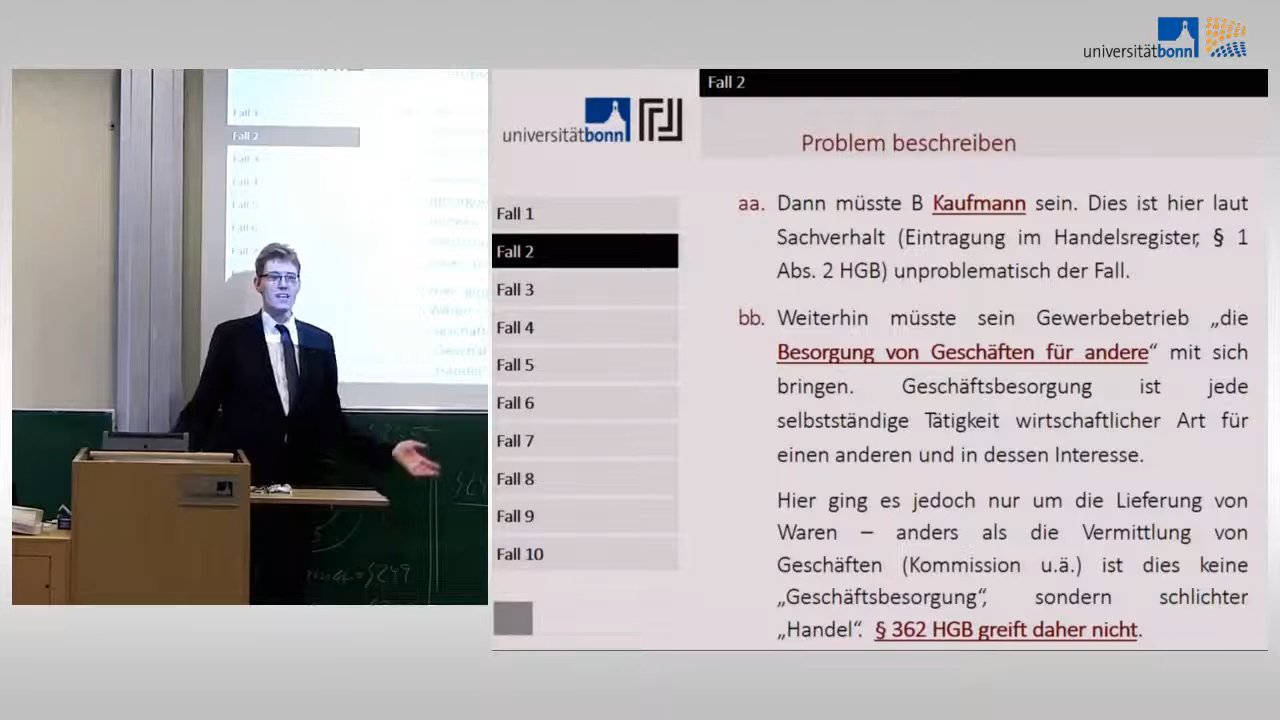 universitätbonn
Fall 2
universitätbonn
Problem beschreiben
Fall 1
Fall 2
Fall 3
Fall 4
Fall 5
Fall 6
Fall 7
Fall 8
Fall 9
Fall 10
aa. Dann müsste B Kaufmann sein. Dies ist hier laut
Sachverhalt (Eintragung im Handelsregister, § 1
Abs. 2 HGB) unproblematisch der Fall.
bb. Weiterhin müsste sein Gewerbebetrieb „die
Besorgung von Geschäften für andere“ mit sich
bringen. Geschäftsbesorgung ist jede
selbstständige Tätigkeit wirtschaftlicher Art für
einen anderen und in dessen Interesse.
Hier ging es jedoch nur um die Lieferung von
Waren – anders als die Vermittlung von
Geschäften (Kommission u.ä.) ist dies keine
„Geschäftsbesorgung“, sondern schlichter
„Handel“. § 362 HGB greift daher nicht.
Fall 2